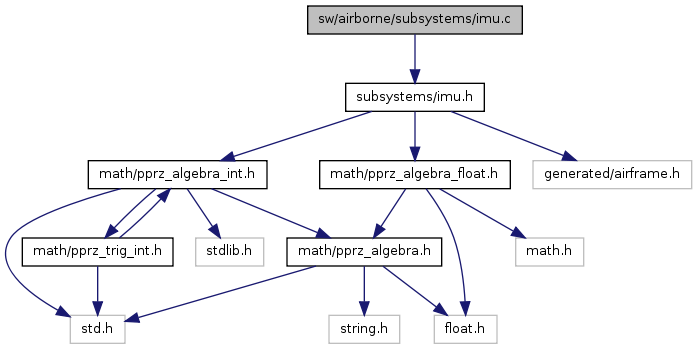 sw/airborne/subsystems/imu.c
subsystems/imu.h
math/pprz_algebra_int.h
math/pprz_algebra_float.h
generated/airframe.h
math/pprz_trig_int.h
stdlib.h
math/pprz_algebra.h
math.h
std.h
string.h
float.h